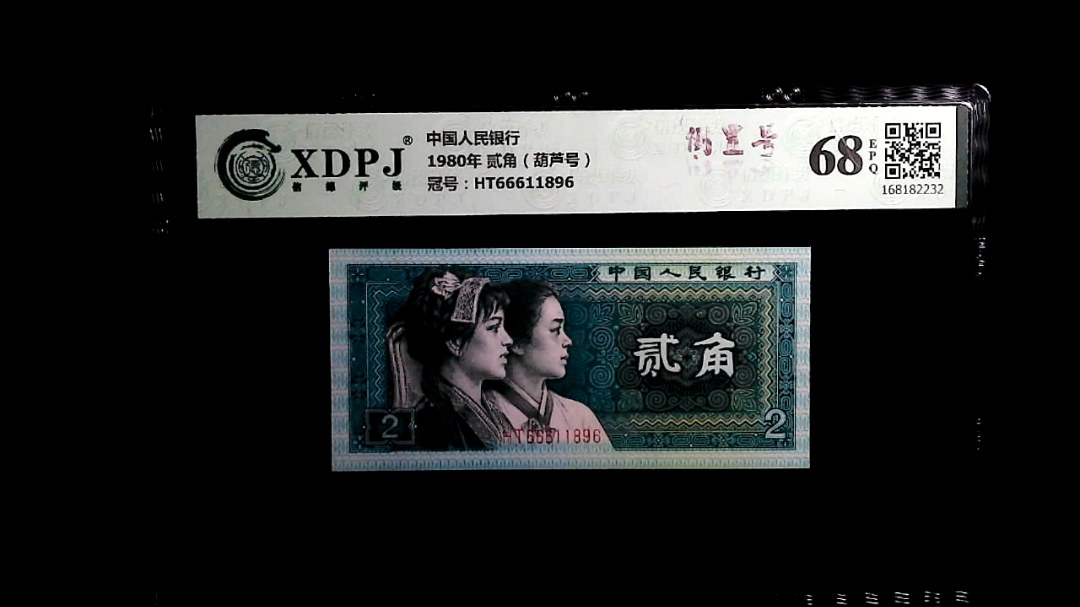 XDPJ®
信德评级
中国人民银行
1980年 贰角（葫芦号）
冠号：HT66611896
倒置号
68
EPQ
168182232
中国人民银行
贰角
2
2
HT66611896